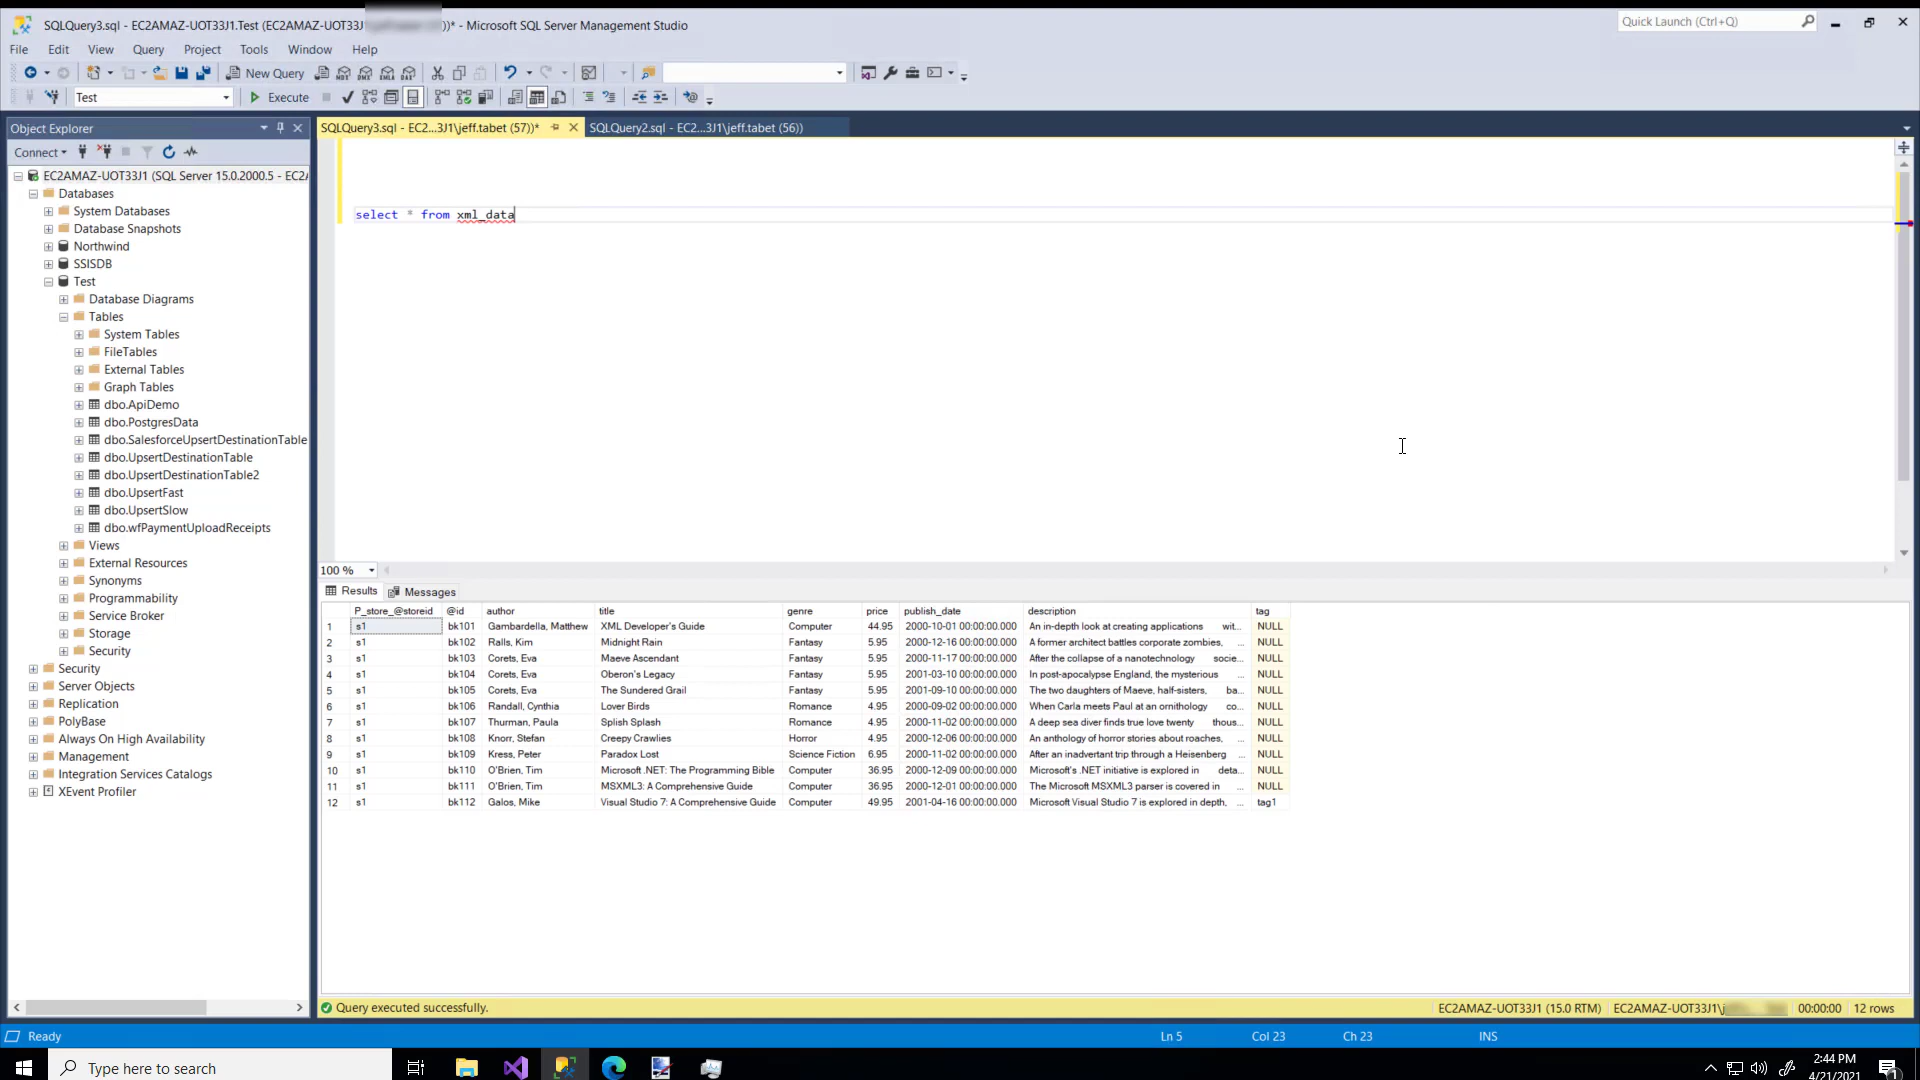 SQLQuery3.sql - EC2AMAZ-UOT33J1.Test (EC2AMAZ-UOT33J ))* - Microsoft SQL Server Management Studio
Quick Launch (Ctrl+Q)
File Edit View Query Project Tools Window Help
New Query
Test Execute
Object Explorer
SQLQuery3.sql - EC2...3J1\jeff.tabet (57))* SQLQuery2.sql - EC2...3J1\jeff.tabet (56))
Connect
EC2AMAZ-UOT33J1 (SQL Server 15.0.2000.5 - EC2/
Databases
System Databases
Database Snapshots
Northwind
SSISDB
Test
Database Diagrams
Tables
System Tables
FileTables
External Tables
Graph Tables
dbo.ApiDemo
dbo.PostgresData
dbo.SalesforceUpsertDestinationTable
dbo.UpsertDestinationTable
dbo.UpsertDestinationTable2
dbo.UpsertFast
dbo.UpsertSlow
dbo.wfPaymentUploadReceipts
Views
External Resources
Synonyms
Programmability
Service Broker
Storage
Security
Security
Server Objects
Replication
PolyBase
Always On High Availability
Management
Integration Services Catalogs
XEvent Profiler
select * from xml_data
100 %
Results Messages
P_store_@storeid @id author title genre price publish_date description tag
1 s1 bk101 Gambardella, Matthew XML Developer's Guide Computer 44.95 2000-10-01 00:00:00.000 An in-depth look at creating applications wit... NULL
2 s1 bk102 Ralls, Kim Midnight Rain Fantasy 5.95 2000-12-16 00:00:00.000 A former architect battles corporate zombies, ... NULL
3 s1 bk103 Corets, Eva Maeve Ascendant Fantasy 5.95 2000-11-17 00:00:00.000 After the collapse of a nanotechnology socie... NULL
4 s1 bk104 Corets, Eva Oberon's Legacy Fantasy 5.95 2001-03-10 00:00:00.000 In post-apocalypse England, the mysterious ... NULL
5 s1 bk105 Corets, Eva The Sundered Grail Fantasy 5.95 2001-09-10 00:00:00.000 The two daughters of Maeve, half-sisters, ba... NULL
6 s1 bk106 Randall, Cynthia Lover Birds Romance 4.95 2000-09-02 00:00:00.000 When Carla meets Paul at an ornithology co... NULL
7 s1 bk107 Thurman, Paula Splish Splash Romance 4.95 2000-11-02 00:00:00.000 A deep sea diver finds true love twenty thous... NULL
8 s1 bk108 Knorr, Stefan Creepy Crawlies Horror 4.95 2000-12-06 00:00:00.000 An anthology of horror stories about roaches, ... NULL
9 s1 bk109 Kress, Peter Paradox Lost Science Fiction 6.95 2000-11-02 00:00:00.000 After an inadvertant trip through a Heisenberg ... NULL
10 s1 bk110 O'Brien, Tim Microsoft .NET: The Programming Bible Computer 36.95 2000-12-09 00:00:00.000 Microsoft's .NET initiative is explored in deta... NULL
11 s1 bk111 O'Brien, Tim MSXML3: A Comprehensive Guide Computer 36.95 2000-12-01 00:00:00.000 The Microsoft MSXML3 parser is covered in ... NULL
12 s1 bk112 Galos, Mike Visual Studio 7: A Comprehensive Guide Computer 49.95 2001-04-16 00:00:00.000 Microsoft Visual Studio 7 is explored in depth, ... tag1
Query executed successfully. EC2AMAZ-UOT33J1 (15.0 RTM) EC2AMAZ-UOT33J1\ 00:00:00 12 rows
Ready Ln 5 Col 23 Ch 23 INS
Type here to search
2:44 PM
4/21/2021